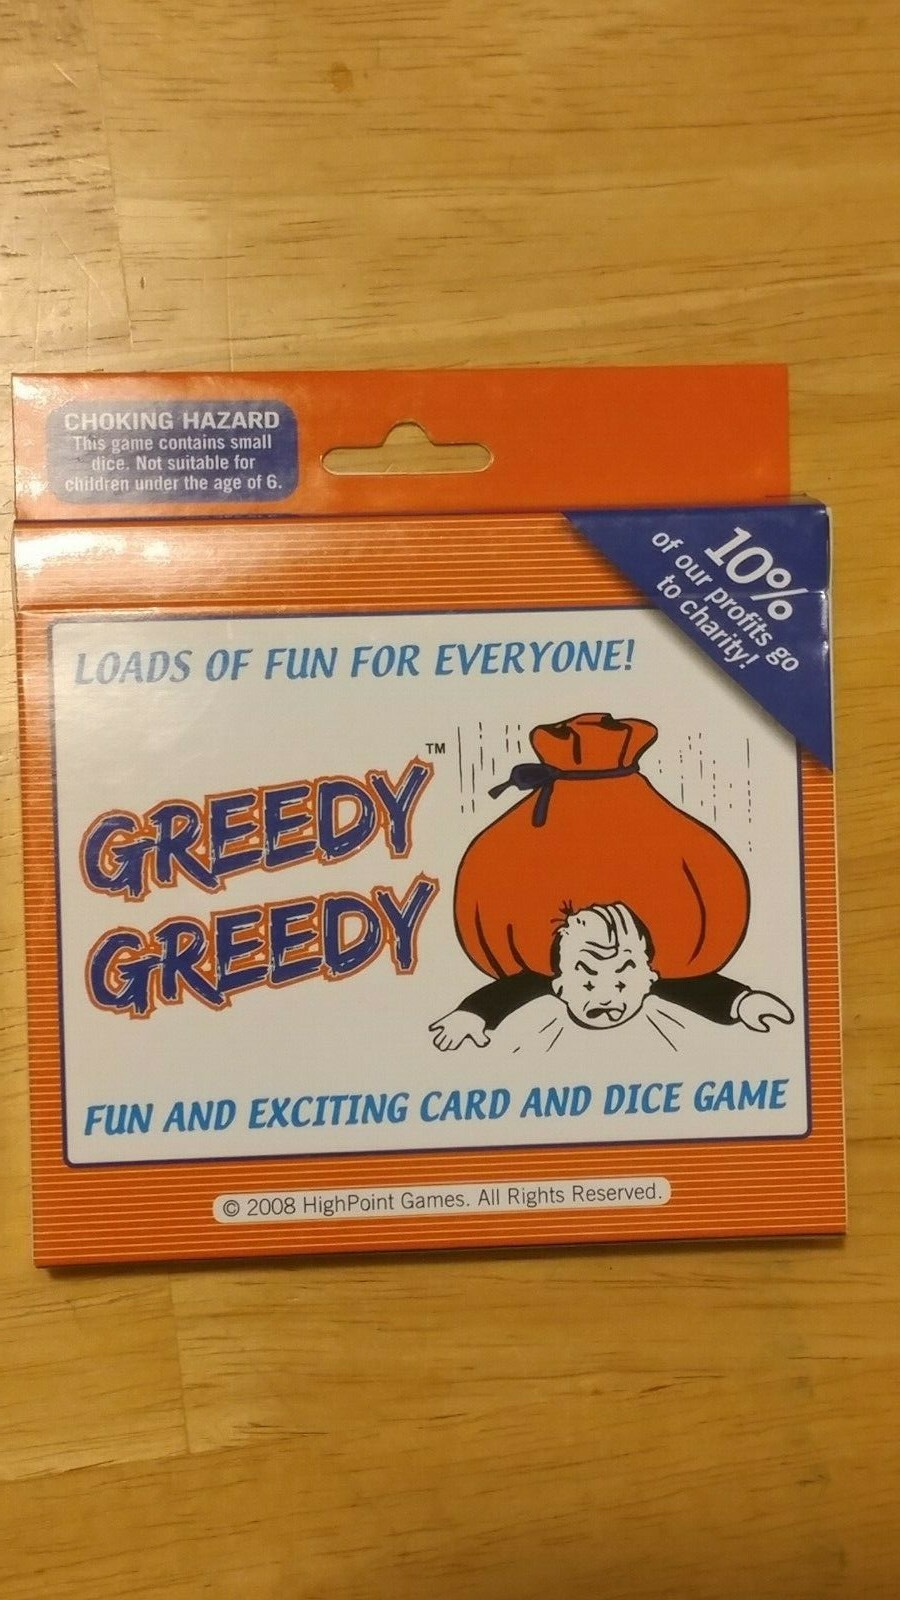 CHOKING HAZARD
This game contains small
dice. Not suitable for
children under the age of 6.
10%
of our profits go
to charity!
LOADS OF FUN FOR EVERYONE!
GREEDY™
GREEDY
FUN AND EXCITING CARD AND DICE GAME
© 2008 HighPoint Games. All Rights Reserved.